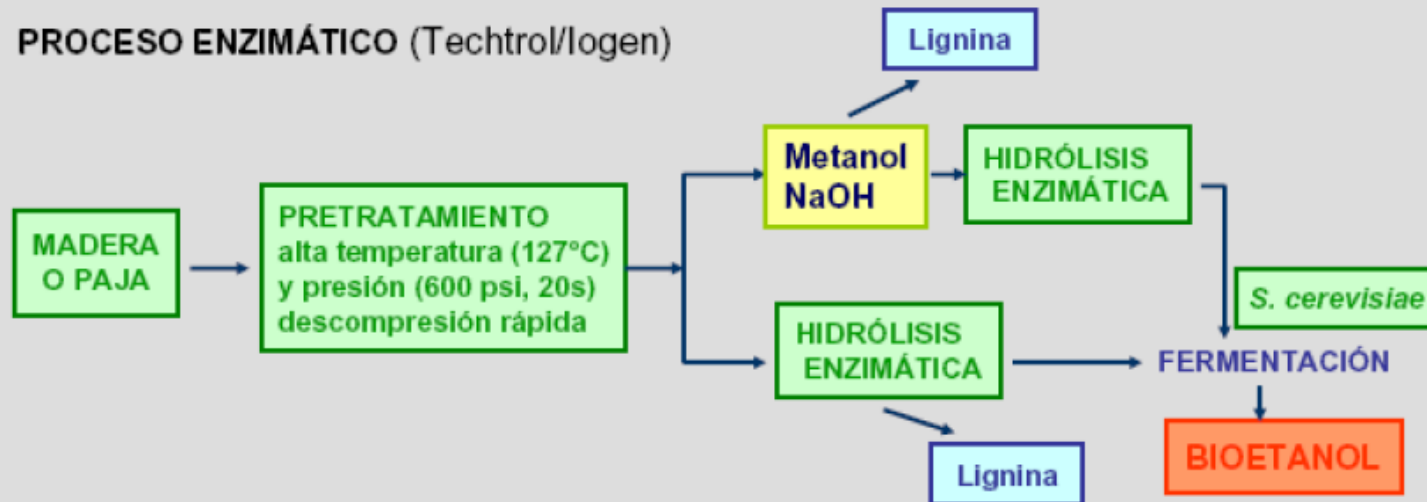 PROCESO ENZIMÁTICO (Techtrol/Iogen)
Lignina
Metanol
NaOH
HIDRÓLISIS
ENZIMÁTICA
MADERA
O PAJA
PRETRATAMIENTO
alta temperatura (127°C)
y presión (600 psi, 20s)
descompresión rápida
S. cerevisiae
HIDRÓLISIS
ENZIMÁTICA
FERMENTACIÓN
Lignina
BIOETANOL